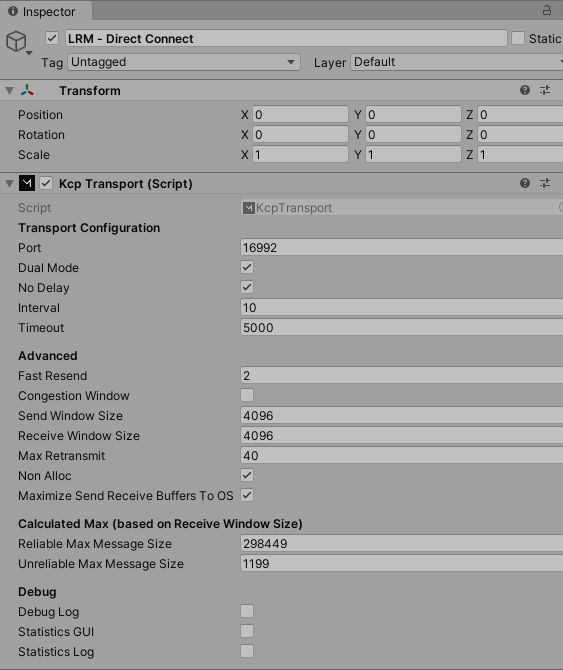 Inspector
LRM - Direct Connect Static
Tag Untagged Layer Default
Transform
Position X 0 Y 0 Z 0
Rotation X 0 Y 0 Z 0
Scale X 1 Y 1 Z 1
Kcp Transport (Script)
Script KcpTransport
Transport Configuration
Port 16992
Dual Mode
No Delay
Interval 10
Timeout 5000
Advanced
Fast Resend 2
Congestion Window
Send Window Size 4096
Receive Window Size 4096
Max Retransmit 40
Non Alloc
Maximize Send Receive Buffers To OS
Calculated Max (based on Receive Window Size)
Reliable Max Message Size 298449
Unreliable Max Message Size 1199
Debug
Debug Log
Statistics GUI
Statistics Log